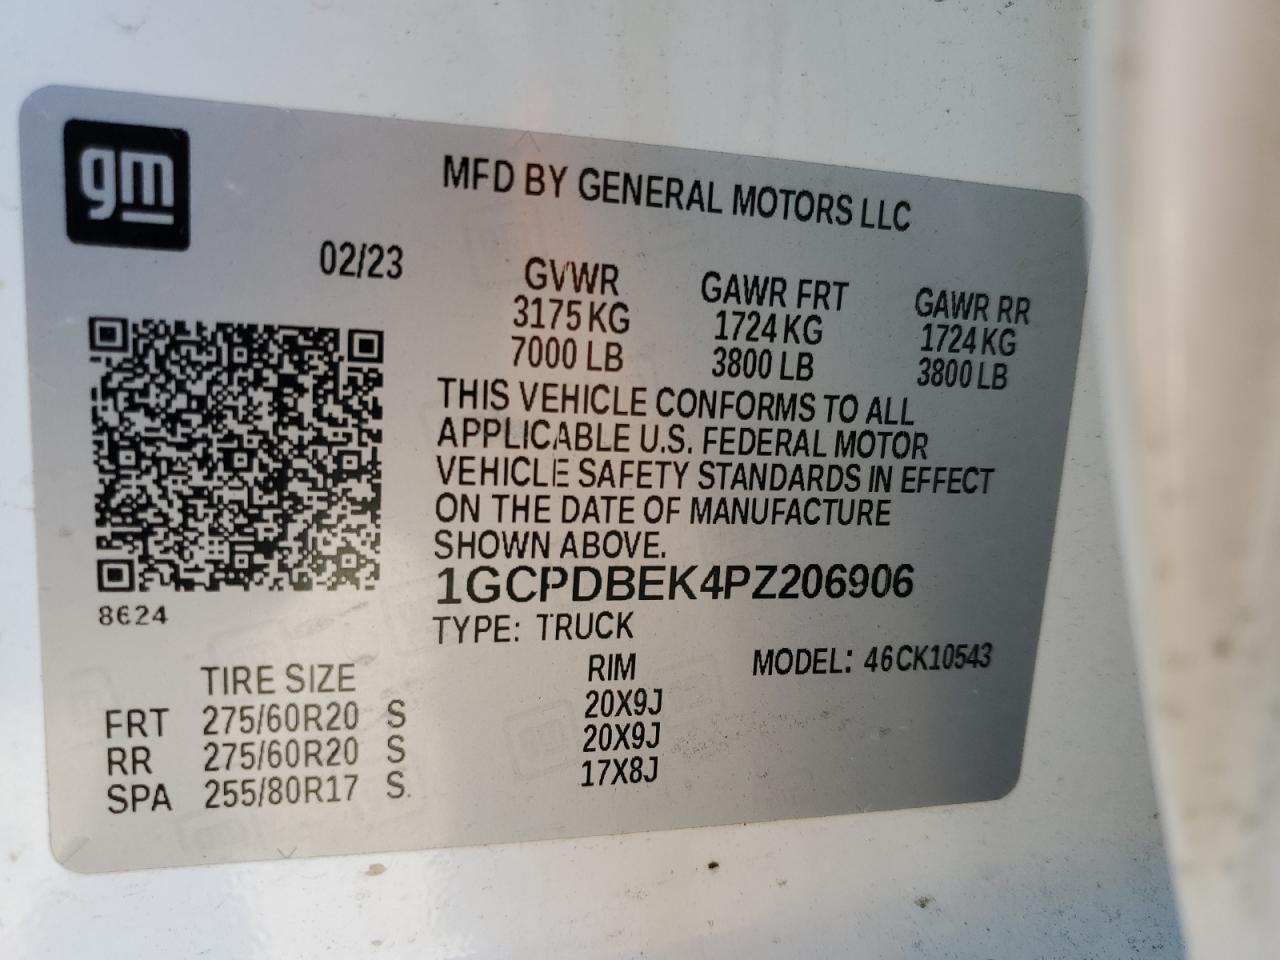 gm
MFD BY GENERAL MOTORS LLC
02/23
GVWR GAWR FRT GAWR RR
3175 KG 1724 KG 1724 KG
7000 LB 3800 LB 3800 LB
THIS VEHICLE CONFORMS TO ALL
APPLICABLE U.S. FEDERAL MOTOR
VEHICLE SAFETY STANDARDS IN EFFECT
ON THE DATE OF MANUFACTURE
SHOWN ABOVE.
1GCPDBEK4PZ206906
8624
TYPE: TRUCK
TIRE SIZE RIM MODEL: 46CK10543
FRT 275/60R20 S 20X9J
RR 275/60R20 S 20X9J
SPA 255/80R17 S. 17X8J